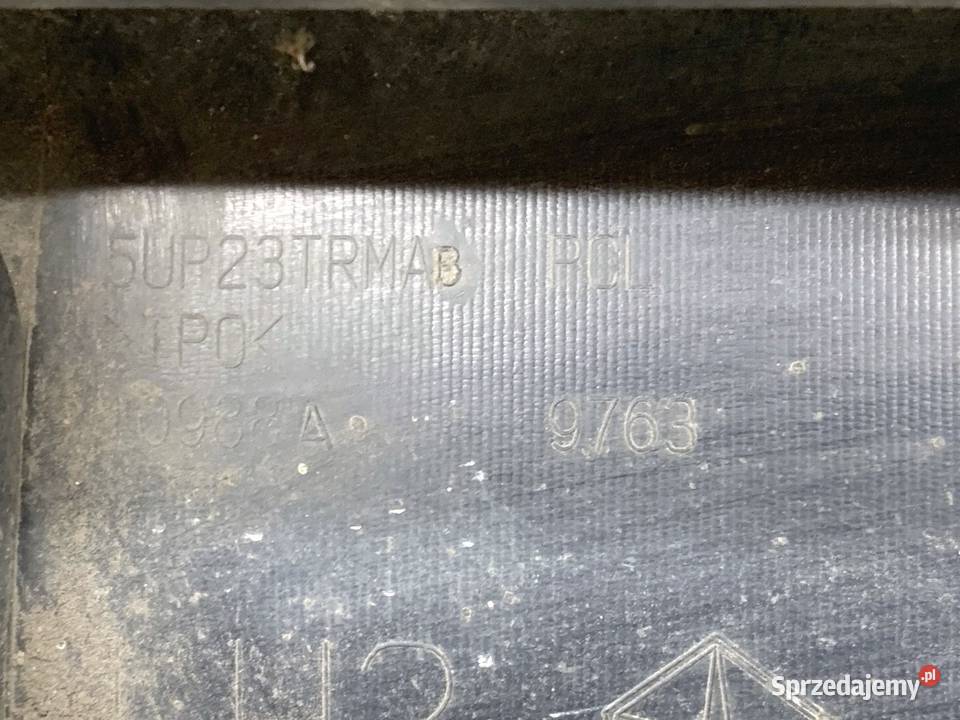 5UP23TRMAB PCL
>TPO<
A 9763
Sprzedajemy.pl